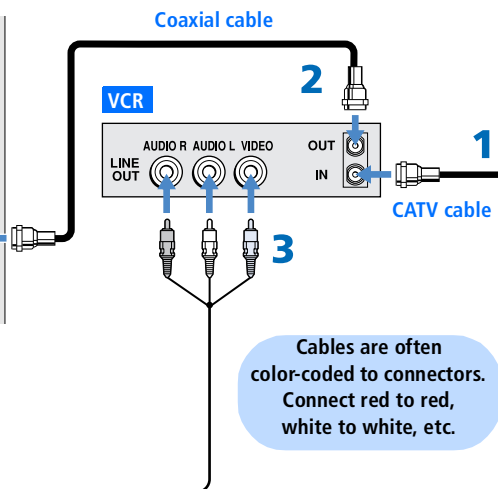 Coaxial cable
2
VCR
1
AUDIO R AUDIO L VIDEO
OUT
LINE
OUT
IN
CATV cable
3
Cables are often
color-coded to connectors.
Connect red to red,
white to white, etc.